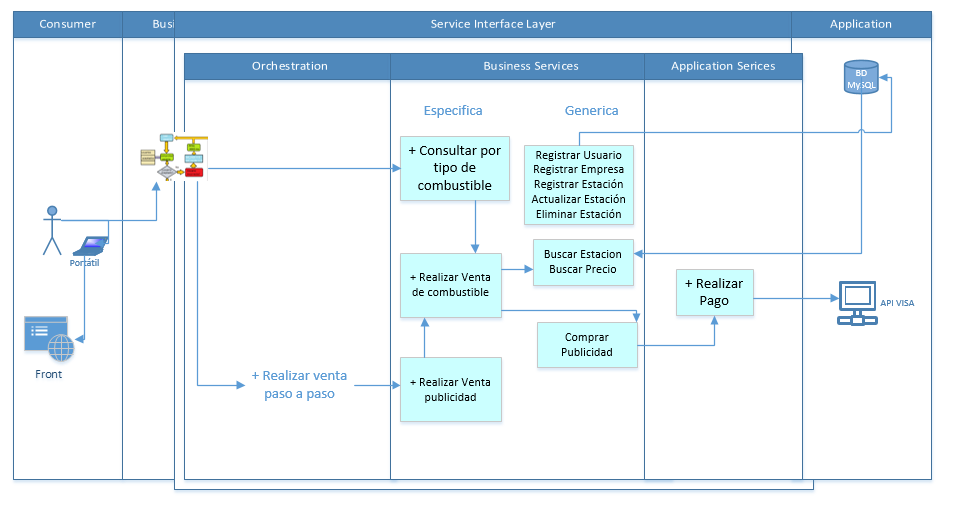 Consumer
Busi
Service Interface Layer
Application
Orchestration
Business Services
Application Serices
BD
MySQL
Especifica
Generica
+ Consultar por
tipo de
combustible
Registrar Usuario
Registrar Empresa
Registrar Estación
Actualizar Estación
Eliminar Estación
Portátil
+ Realizar Venta
de combustible
Buscar Estacion
Buscar Precio
+ Realizar
Pago
API VISA
Comprar
Publicidad
Front
+ Realizar venta
paso a paso
+ Realizar Venta
publicidad